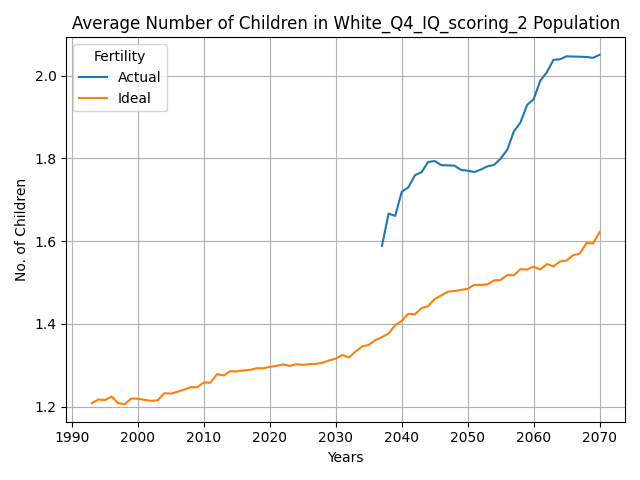 Average Number of Children in White_Q4_IQ_scoring_2 Population
Fertility
Actual
Ideal
No. of Children
2.0
1.8
1.6
1.4
1.2
1990 2000 2010 2020 2030 2040 2050 2060 2070
Years